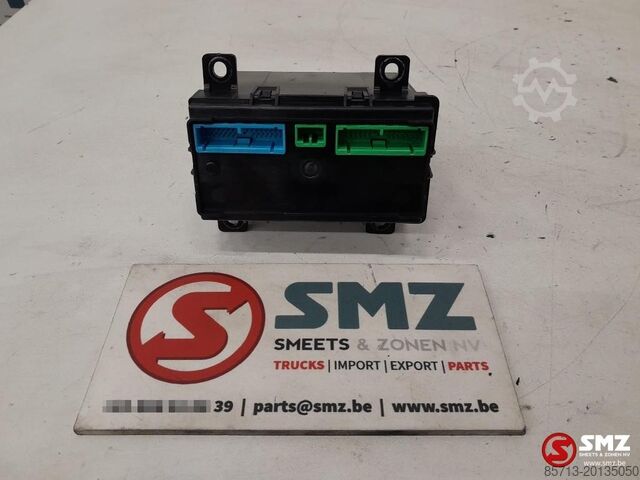 SMZ
SMEETS & ZONEN NV
TRUCKS | IMPORT | EXPORT | PARTS
39 | parts@smz.be | www.smz.be
SMZ
SMEETS & ZONEN NV
85713-20135050